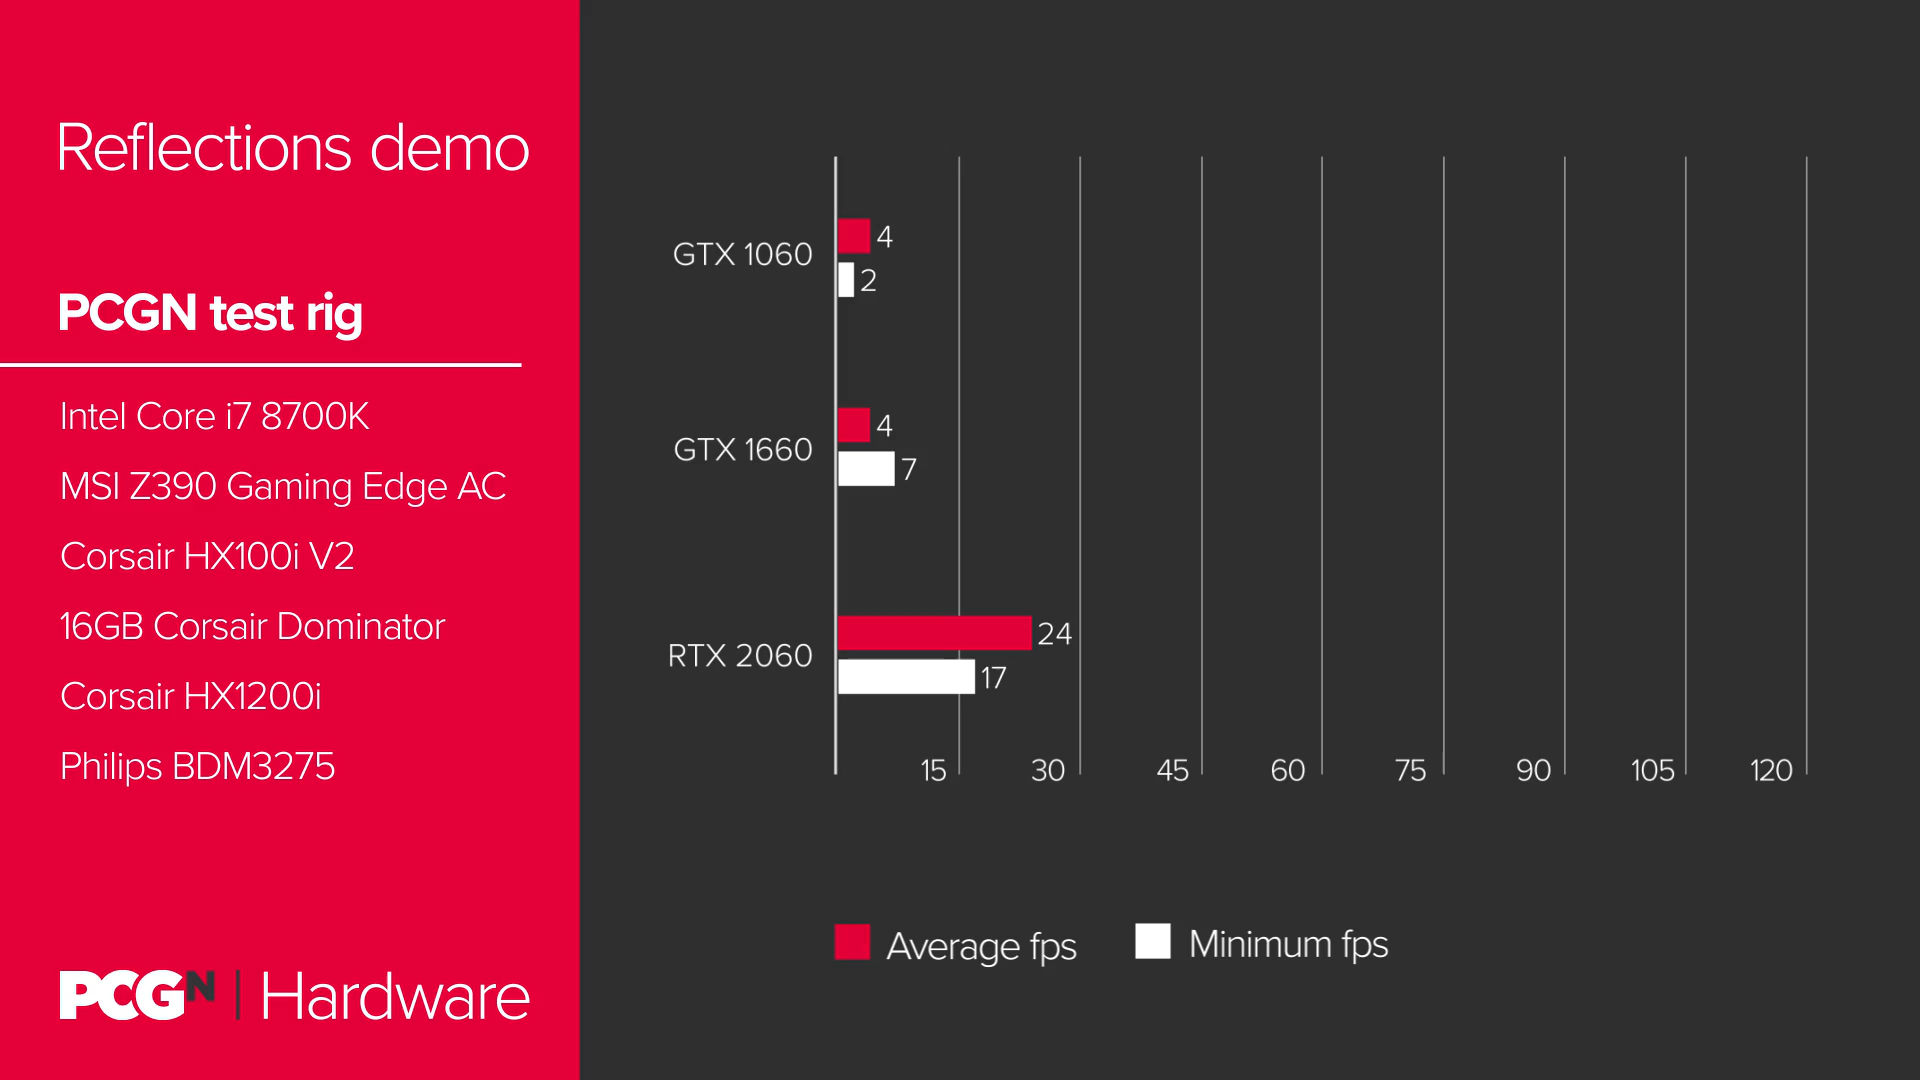 Reflections demo
PCGN test rig
Intel Core i7 8700K
MSI Z390 Gaming Edge AC
Corsair HX100i V2
16GB Corsair Dominator
Corsair HX1200i
Philips BDM3275
PCGN | Hardware
GTX 1060
4
2
GTX 1660
4
7
RTX 2060
24
17
15 30 45 60 75 90 105 120
Average fps Minimum fps